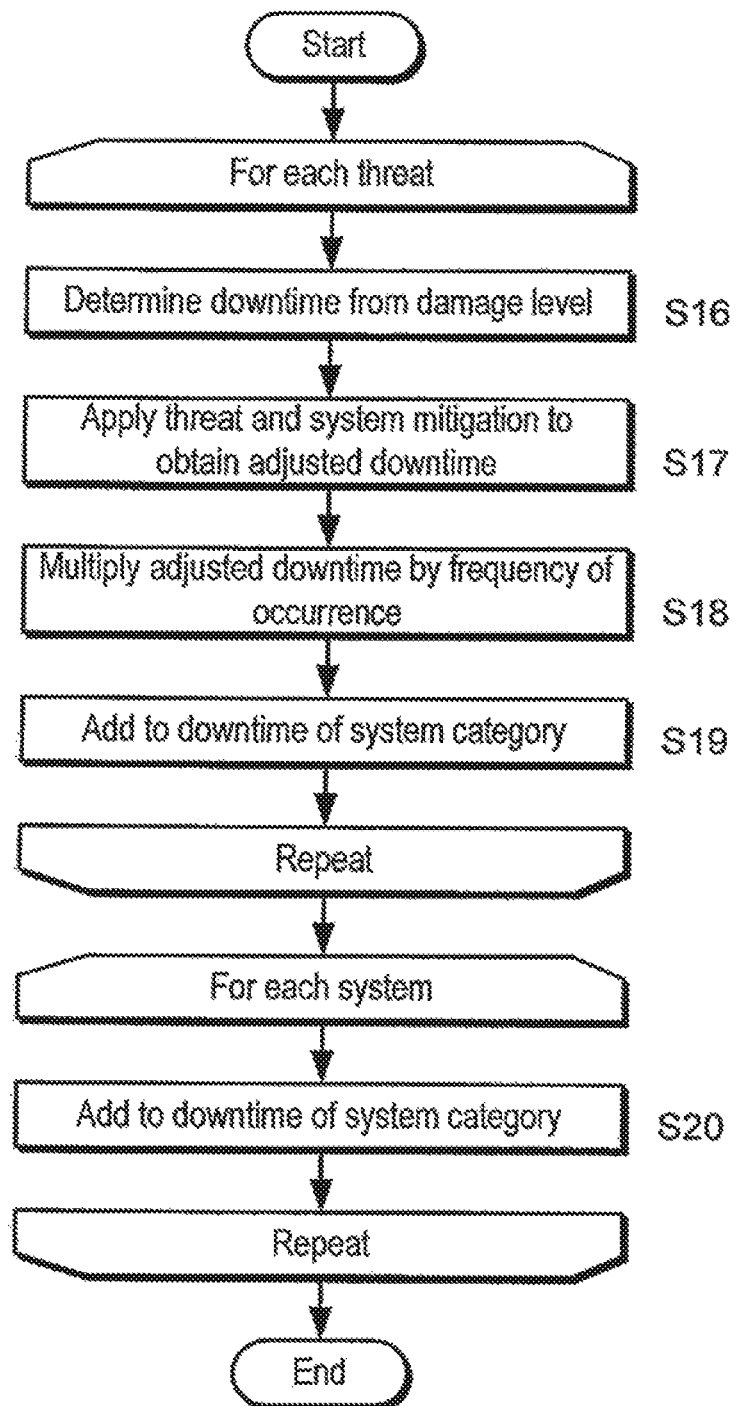 Start
For each threat
Determine downtime from damage level
S16
Apply threat and system mitigation to
obtain adjusted downtime
S17
Multiply adjusted downtime by frequency of
occurrence
S18
Add to downtime of system category
S19
Repeat
For each system
Add to downtime of system category
S20
Repeat
End